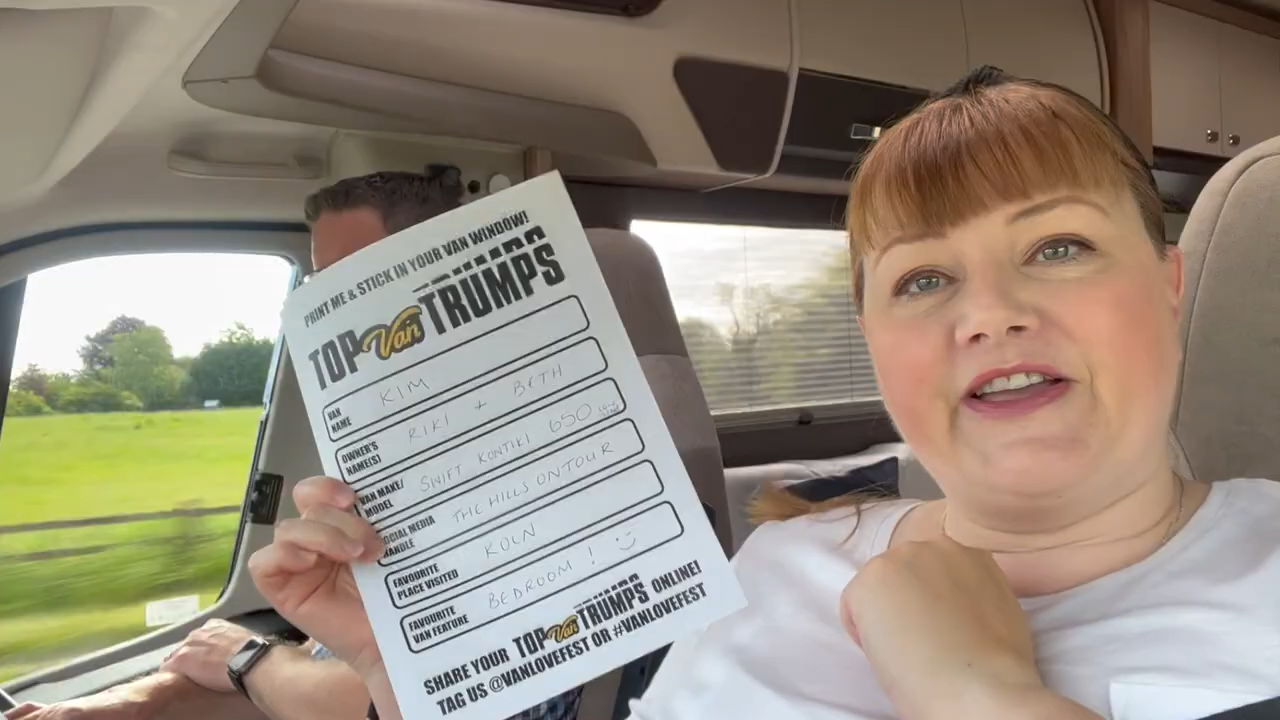 PRINT ME & STICK IN YOUR VAN WINDOW!
TOP Van TRUMPS
VAN NAME KIM
OWNER'S NAME(S) RIKI + BETH
VAN MAKE/ MODEL SWIFT KONTIKI 650
SOCIAL MEDIA HANDLE THE HILLS ONTOUR
FAVOURITE PLACE VISITED KOLN
FAVOURITE VAN FEATURE BEDROOM!
SHARE YOUR TOP Van TRUMPS ONLINE!
TAG US @VANLOVEFEST OR #VANLOVEFEST